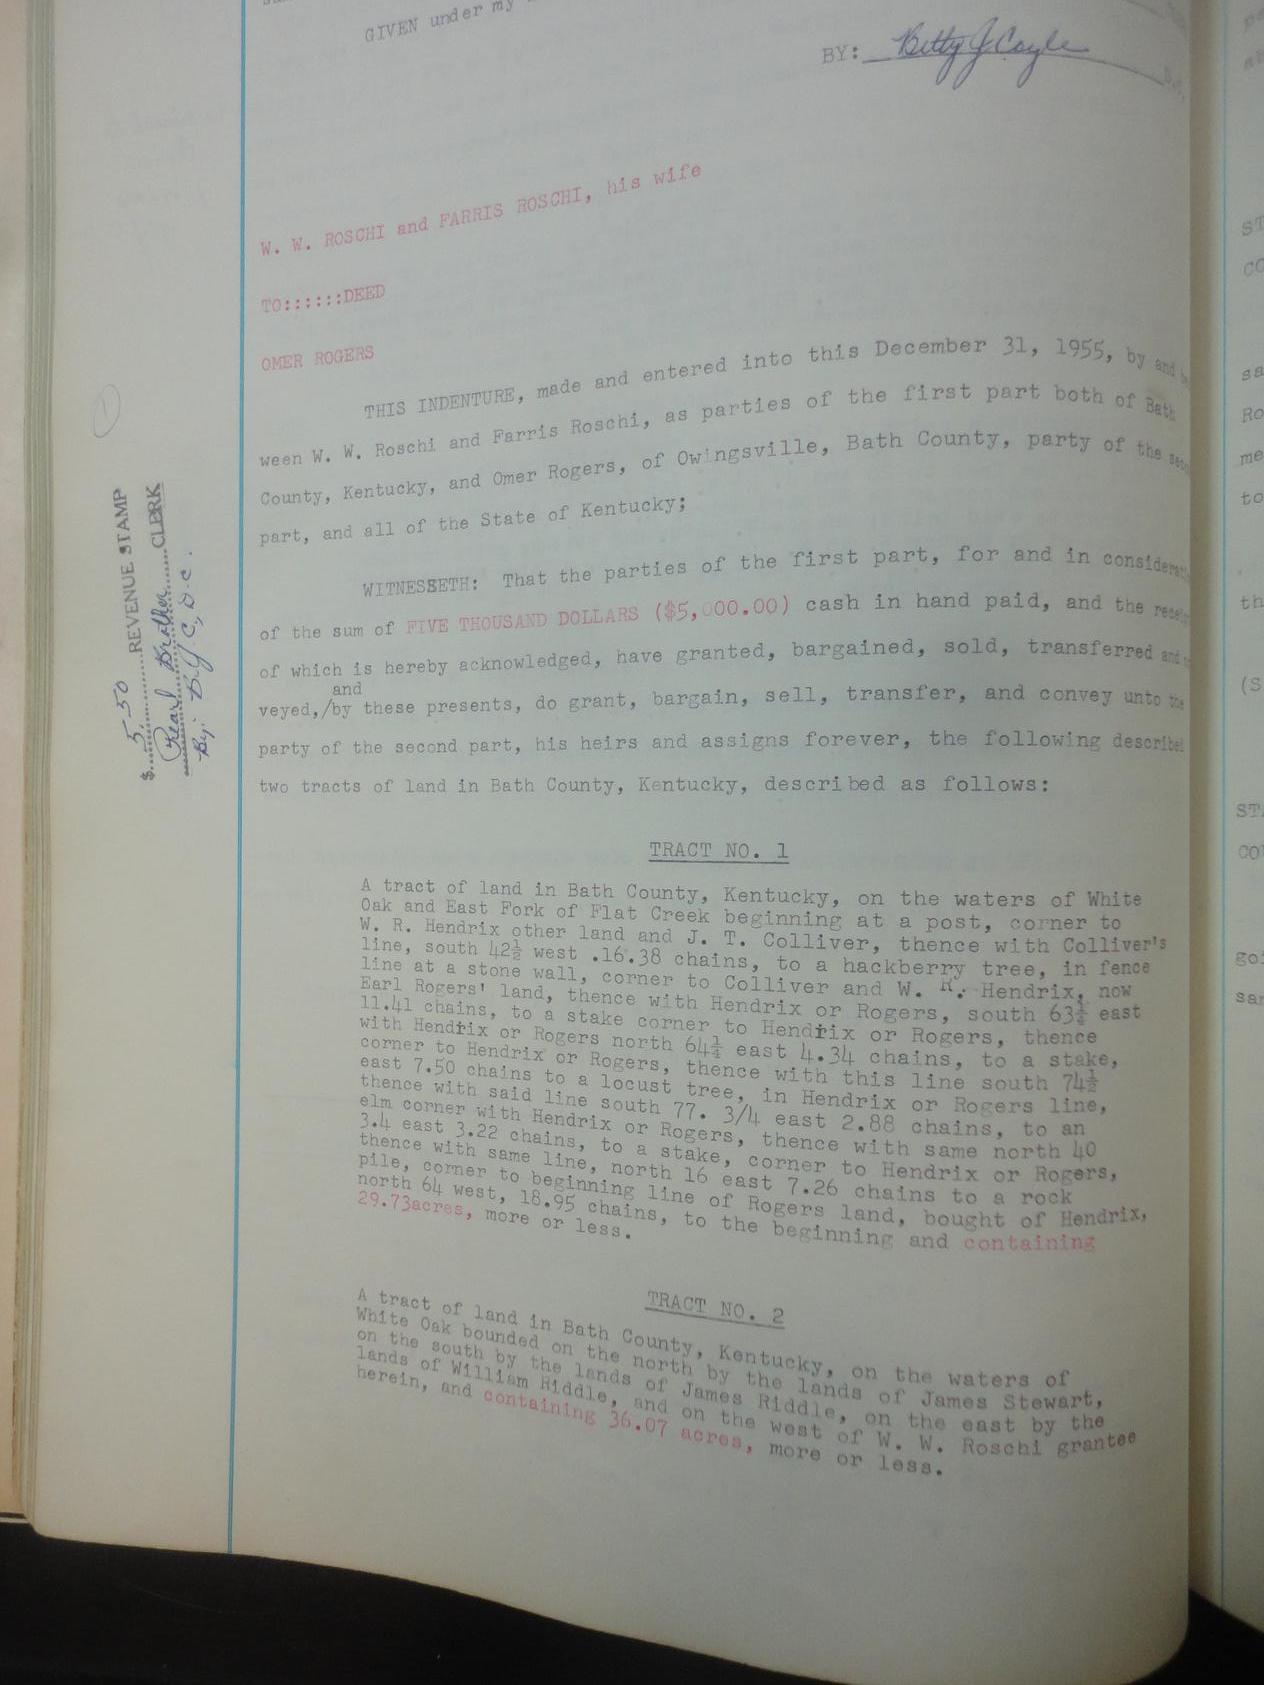 GIVEN under my
BY: Betty J Coyle
W. W. ROSCHI and FARRIS ROSCHI, his wife
TO::::::DEED
OMER ROGERS
THIS INDENTURE, made and entered into this December 31, 1955, by and
ween W. W. Roschi and Farris Roschi, as parties of the first part both of Bath
County, Kentucky, and Omer Rogers, of Owingsville, Bath County, party of the
part, and all of the State of Kentucky;
WITNESSETH: That the parties of the first part, for and in
of the sum of FIVE THOUSAND DOLLARS ($5,000.00) cash in hand paid, and the
of which is hereby acknowledged, have granted, bargained, sold, transferred and
and
veyed,/by these presents, do grant, bargain, sell, transfer, and convey unto the
party of the second part, his heirs and assigns forever, the following described
two tracts of land in Bath County, Kentucky, described as follows:
TRACT NO. 1
A tract of land in Bath County, Kentucky, on the waters of White
Oak and East Fork of Flat Creek beginning at a post, corner to
W. R. Hendrix other land and J. T. Colliver, thence with Colliver's
line, south 42½ west .16.38 chains, to a hackberry tree, in fence
line at a stone wall, corner to Colliver and W. R. Hendrix, now
Earl Rogers' land, thence with Hendrix or Rogers, south 63¼ east
11.41 chains, to a stake corner to Hendrix or Rogers, thence
with Hendrix or Rogers north 64¼ east 4.34 chains, to a stake,
corner to Hendrix or Rogers, thence with this line south 74½
east 7.50 chains to a locust tree, in Hendrix or Rogers line,
thence with said line south 77. 3/4 east 2.88 chains, to an
elm corner with Hendrix or Rogers, thence with same north 40
3.4 east 3.22 chains, to a stake, corner to Hendrix or Rogers,
thence with same line, north 16 east 7.26 chains to a rock
pile, corner to beginning line of Rogers land, bought of Hendrix,
north 64 west, 18.95 chains, to the beginning and containing
29.73acres, more or less.
TRACT NO. 2
A tract of land in Bath County, Kentucky, on the waters of
White Oak bounded on the north by the lands of James Stewart,
on the south by the lands of James Riddle, on the east by the
lands of William Riddle, and on the west of W. W. Roschi grantee
herein, and containing 36.07 acres, more or less.
$ 5.50 REVENUE STAMP
Pearl Brother CLERK
By: B.J.C, D.C.
1
ST
CO
sa
Ro
me
to
th
(S
ST
CO
go
sa